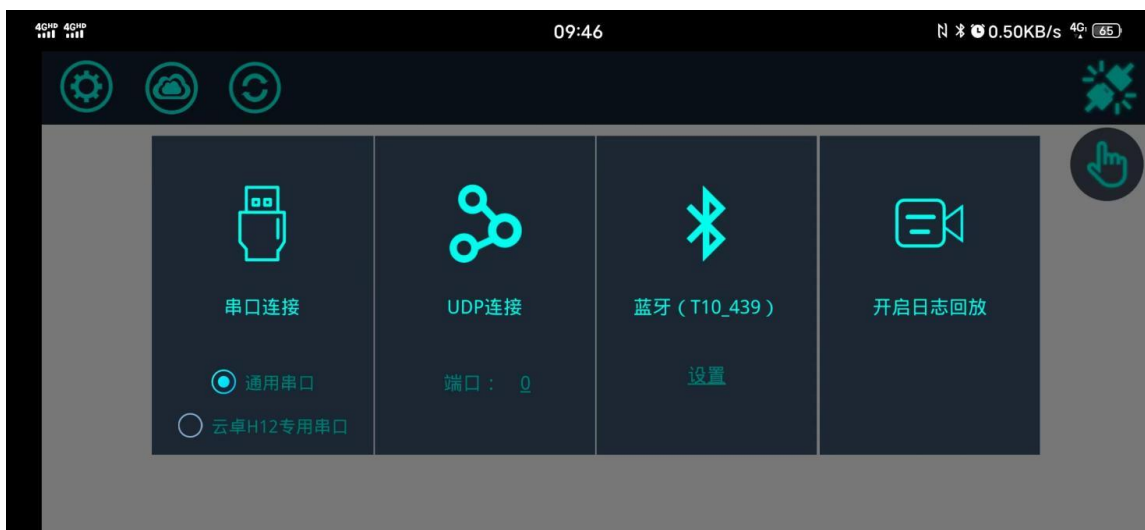 4GHD 4GHD 09:46 0.50KB/s 4G 65
串口连接 UDP连接 蓝牙（T10_439） 开启日志回放
通用串口 端口： 0 设置
云卓H12专用串口